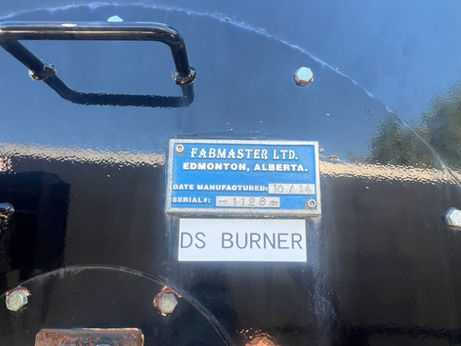 FABMASTER LTD.
EDMONTON, ALBERTA.
DATE MANUFACTURED: 10/14
SERIAL#: 1128
DS BURNER